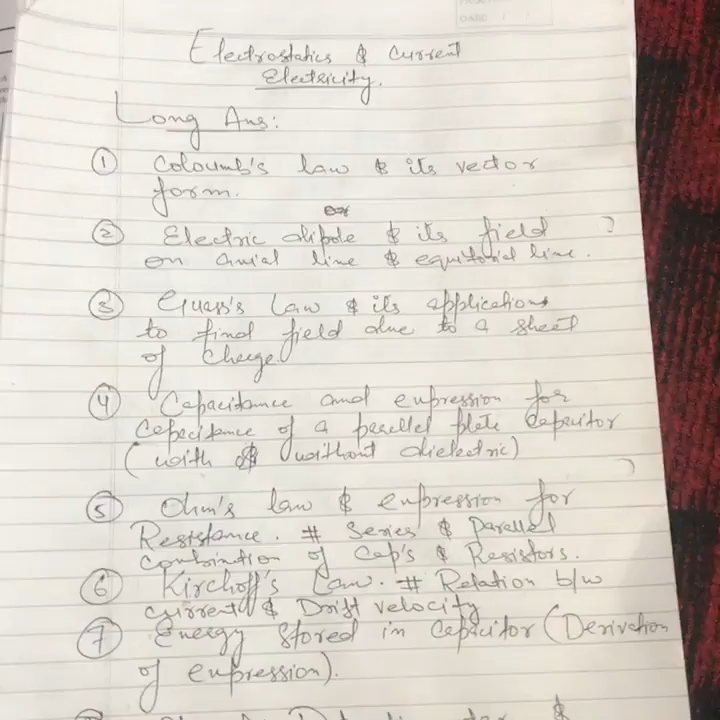 DATE
Electrostatics & Current
Electricity.
Long Ans:
① Coloumb's law & its vector
form.
② Electric dipole & its field ?
on axial line & equitorial line.
③ Guass's Law & its applications
to find field due to a sheet
of charge.
④ Capacitance and expression for
capacitance of a parallel plate capacitor
(with & without dielectric)
⑤ Ohm's law & expression for
Resistance. # Series & Parallel
combination of Cap's & Resistors.
⑥ Kirchoff's Law. # Relation b/w
current & Drift velocity
⑦ Energy stored in capacitor (Derivation
of expression).